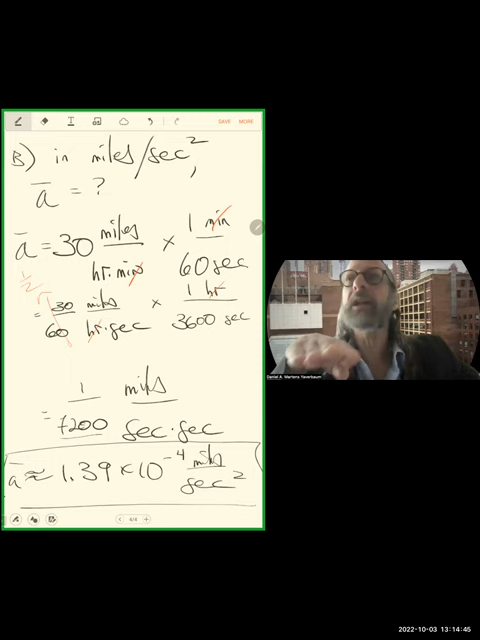 SAVE MORE
B) in miles/sec²,
a̅ = ?
a̅ = 30 miles/hr·min × 1 min/60 sec
1/2
= 30/60 miles/hr·sec × 1 hr/3600 sec
= 1/7200 miles/sec·sec
a̅ ≈ 1.39 × 10⁻⁴ miles/sec²
4/4
Daniel A. Martens Yaverbaum
2022-10-03 13:14:45